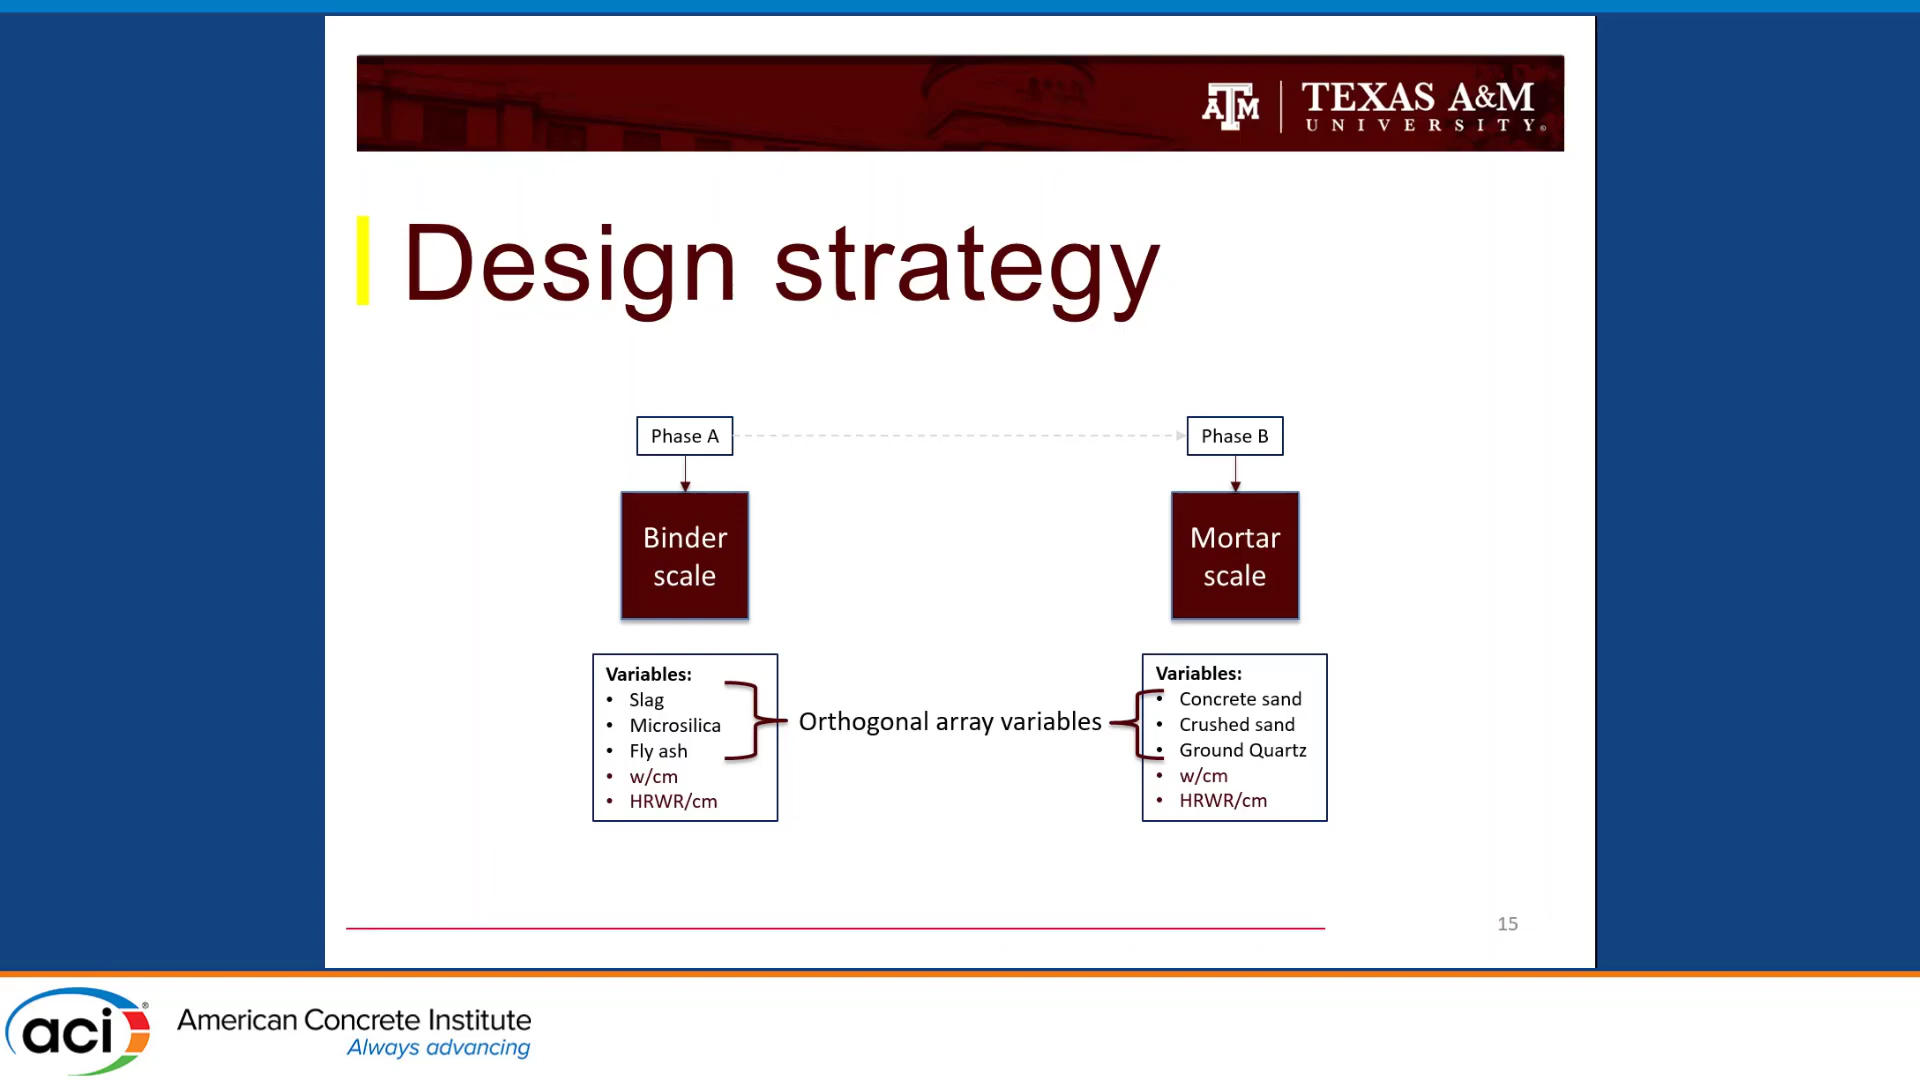 TEXAS A&M
UNIVERSITY®
Design strategy
Phase A
Phase B
Binder
scale
Mortar
scale
Variables:
• Slag
• Microsilica
• Fly ash
• w/cm
• HRWR/cm
Orthogonal array variables
Variables:
• Concrete sand
• Crushed sand
• Ground Quartz
• w/cm
• HRWR/cm
15
aci®
American Concrete Institute
Always advancing